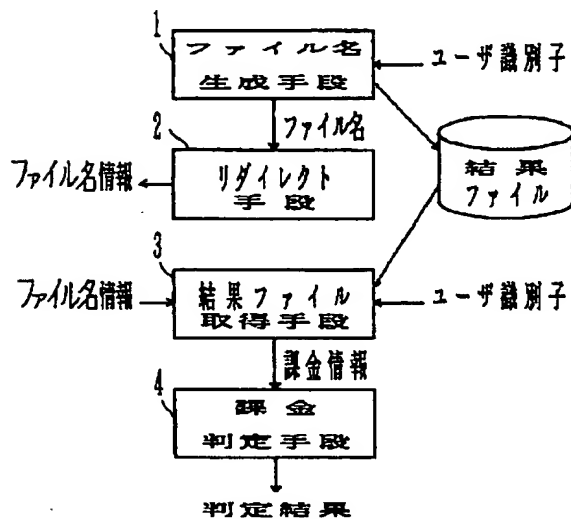 1
ファイル名
生成手段
ユーザ識別子
2
ファイル名
ファイル名情報
リダイレクト
手段
結果
ファイル
3
ファイル名情報
結果ファイル
取得手段
ユーザ識別子
課金情報
4
課金
判定手段
判定結果